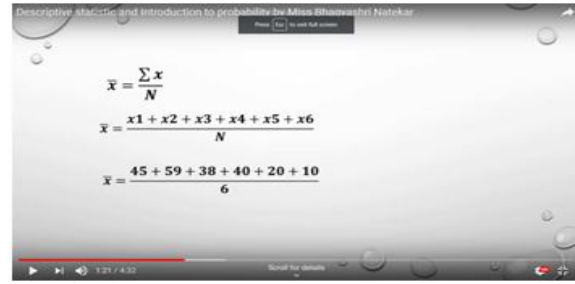 Descriptive statistic and Introduction to probability by Miss Bhagyashri Natekar
Press Esc to exit full screen
x̄ = ∑ x / N
x̄ = x1 + x2 + x3 + x4 + x5 + x6 / N
x̄ = 45 + 59 + 38 + 40 + 20 + 10 / 6
1:21 / 4:32
Scroll for details